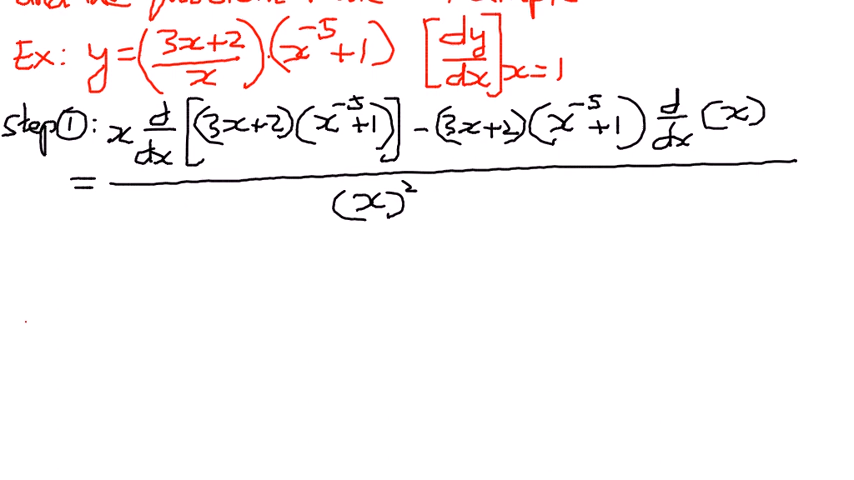 Ex: y=(3x+2/x)·(x⁻⁵+1) [dy/dx]x=1
step①: x d/dx[(3x+2)(x⁻⁵+1)] - (3x+2)(x⁻⁵+1) d/dx (x)
= (x)²